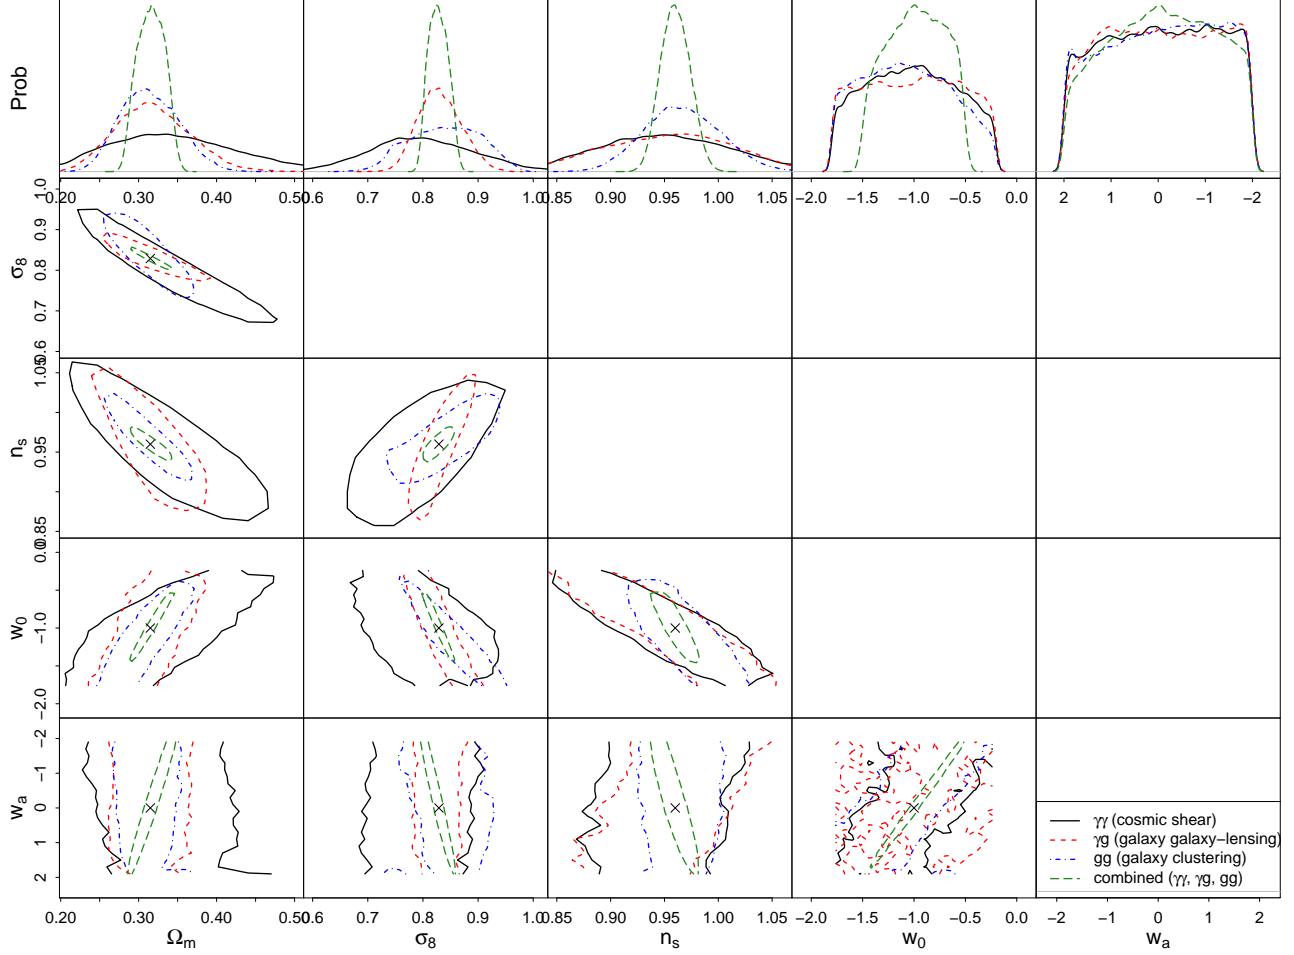 Prob
0.20 0.30 0.40 0.50
0.6 0.7 0.8 0.9 1.0
0.85 0.95 1.00 1.05
−2.0 −1.5 −1.0 −0.5 0.0
2 1 0 −1 −2
σ8
0.6 0.7 0.8 0.9 1.0
ns
0.85 0.95 1.05
w0
−2.0 −1.0 0.0
wa
−2 −1 0 1 2
γγ (cosmic shear)
γg (galaxy galaxy−lensing)
gg (galaxy clustering)
combined (γγ, γg, gg)
0.20 0.30 0.40 0.50
0.6 0.7 0.8 0.9 1.0
0.85 0.95 1.00 1.05
−2.0 −1.5 −1.0 −0.5 0.0
−2 −1 0 1 2
Ωm
σ8
ns
w0
wa